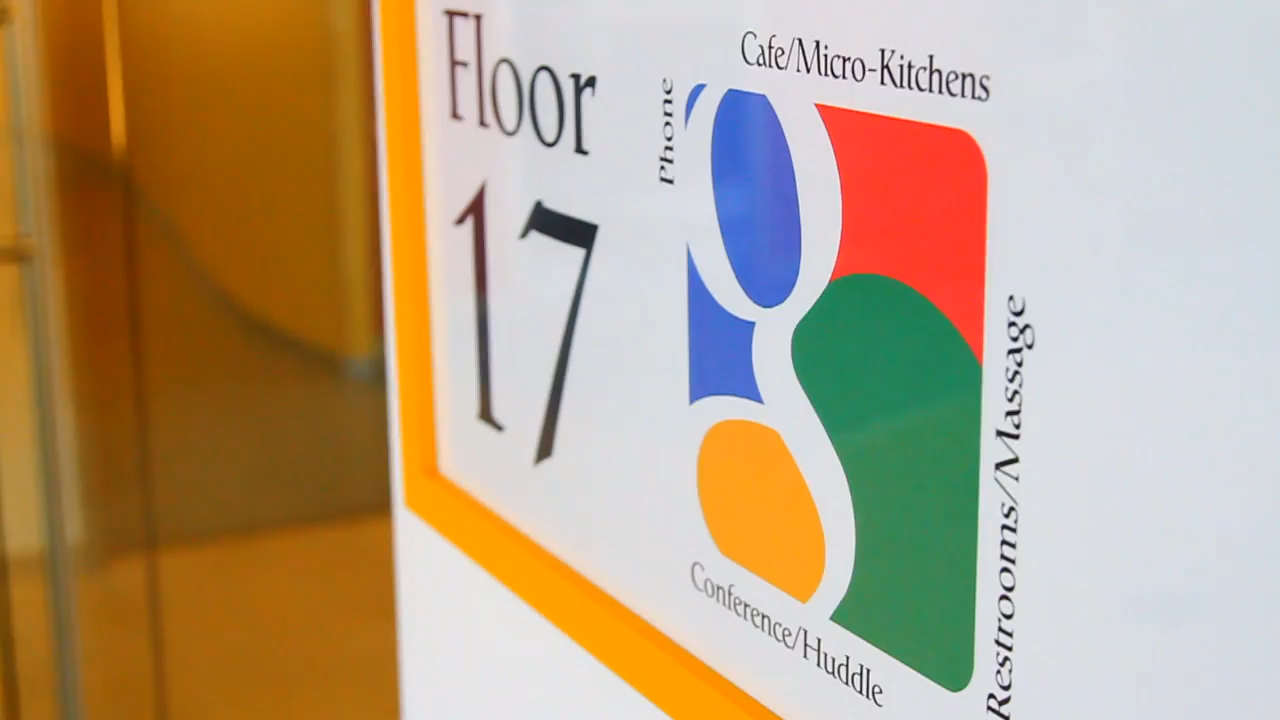 Floor
17
Phone
Cafe/Micro-Kitchens
Restrooms/Massage
Conference/Huddle